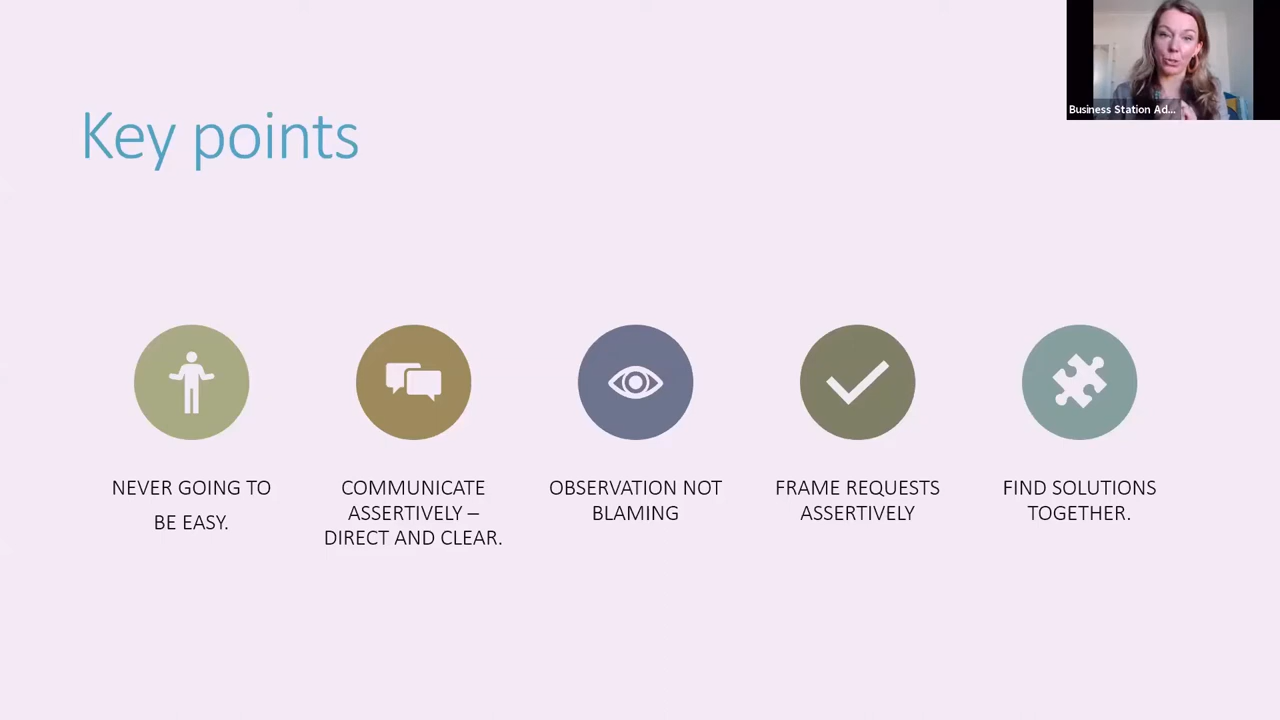 Business Station Ad...
Key points
NEVER GOING TO
BE EASY.
COMMUNICATE
ASSERTIVELY –
DIRECT AND CLEAR.
OBSERVATION NOT
BLAMING
FRAME REQUESTS
ASSERTIVELY
FIND SOLUTIONS
TOGETHER.